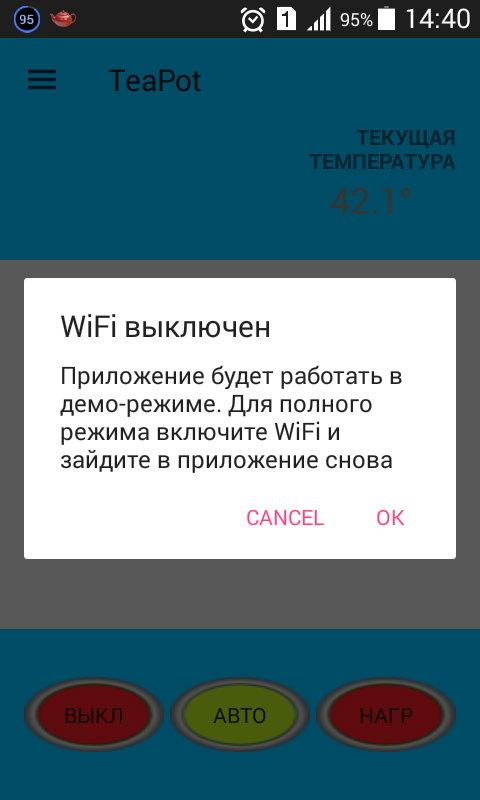 95
1
95%
14:40
TeaPot
ТЕКУЩАЯ
ТЕМПЕРАТУРА
42.1°
WiFi выключен
Приложение будет работать в
демо-режиме. Для полного
режима включите WiFi и
зайдите в приложение снова
CANCEL
OK
ВЫКЛ
АВТО
НАГР